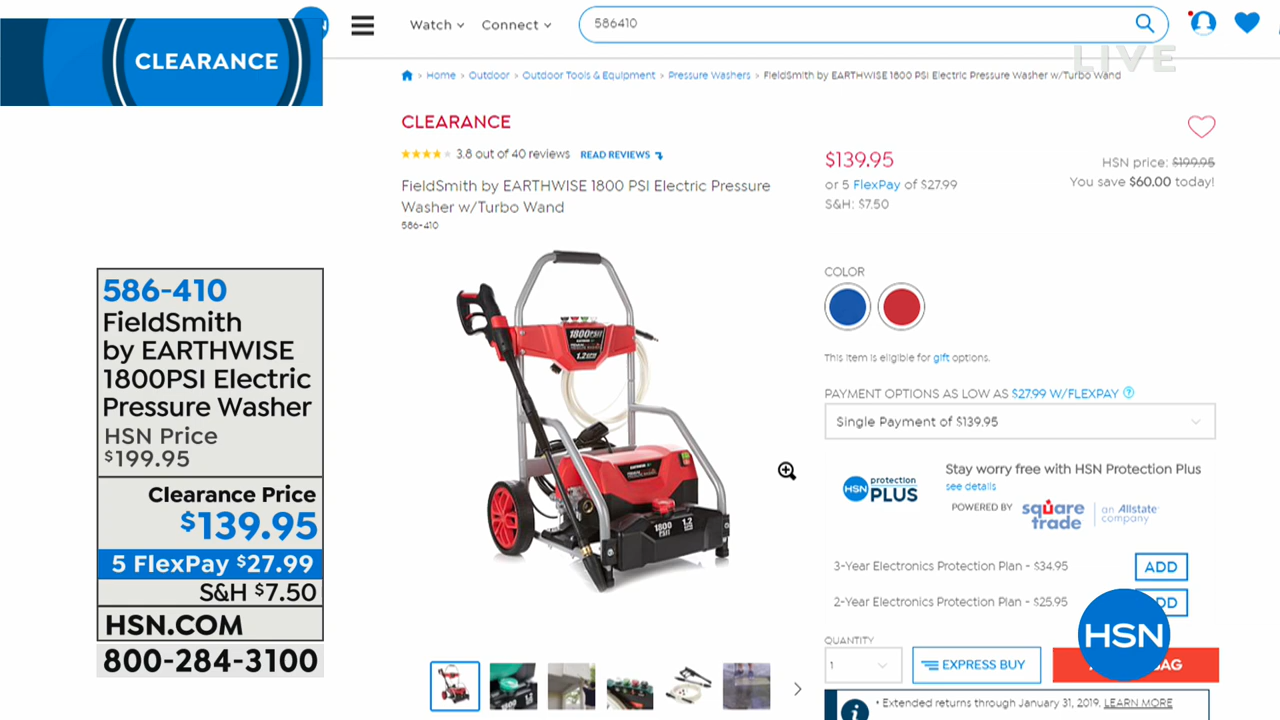 CLEARANCE
Watch
Connect
586410
LIVE
Home > Outdoor > Outdoor Tools & Equipment > Pressure Washers > FieldSmith by EARTHWISE 1800 PSI Electric Pressure Washer w/Turbo Wand
CLEARANCE
3.8 out of 40 reviews READ REVIEWS
FieldSmith by EARTHWISE 1800 PSI Electric Pressure
Washer w/Turbo Wand
586-410
$139.95
or 5 FlexPay of $27.99
S&H: $7.50
HSN price: $199.95
You save $60.00 today!
COLOR
This item is eligible for gift options.
PAYMENT OPTIONS AS LOW AS $27.99 W/FLEXPAY ?
Single Payment of $139.95
HSN protection PLUS
Stay worry free with HSN Protection Plus
see details
POWERED BY square trade | an Allstate company
3-Year Electronics Protection Plan - $34.95
ADD
2-Year Electronics Protection Plan - $25.95
QUANTITY
1
EXPRESS BUY
HSN
• Extended returns through January 31, 2019. LEARN MORE
1800PSI
1.2 GPM
1800 PSI
1.2
586-410
FieldSmith
by EARTHWISE
1800PSI Electric
Pressure Washer
HSN Price
$199.95
Clearance Price
$139.95
5 FlexPay $27.99
S&H $7.50
HSN.COM
800-284-3100